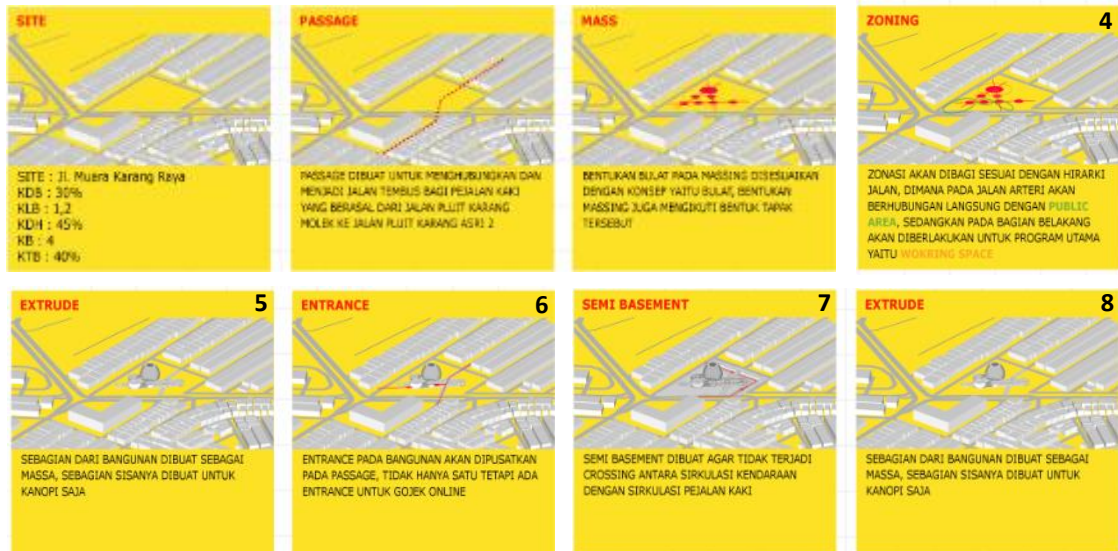 SITE
SITE : Jl. Muara Karang Raya
KDB : 30%
KLB : 1,2
KDH : 45%
KB : 4
KTB : 40%
PASSAGE
PASSAGE DIBUAT UNTUK MENGHUBUNGKAN DAN
MENJADI JALAN TEMBUS BAGI PEJALAN KAKI
YANG BERASAL DARI JALAN PLUIT KARANG
MOLEK KE JALAN PLUIT KARANG ASRI 2
MASS
BENTUKAN BULAT PADA MASSING DISESUAIKAN
DENGAN KONSEP YAITU BULAT, BENTUKAN
MASSING JUGA MENGIKUTI BENTUK TAPAK
TERSEBUT
ZONING 4
ZONASI AKAN DIBAGI SESUAI DENGAN HIRARKI
JALAN, DIMANA PADA JALAN ARTERI AKAN
BERHUBUNGAN LANGSUNG DENGAN PUBLIC
AREA, SEDANGKAN PADA BAGIAN BELAKANG
AKAN DIBERLAKUKAN UNTUK PROGRAM UTAMA
YAITU WOKRING SPACE
EXTRUDE 5
SEBAGIAN DARI BANGUNAN DIBUAT SEBAGAI
MASSA, SEBAGIAN SISANYA DIBUAT UNTUK
KANOPI SAJA
ENTRANCE 6
ENTRANCE PADA BANGUNAN AKAN DIPUSATKAN
PADA PASSAGE, TIDAK HANYA SATU TETAPI ADA
ENTRANCE UNTUK GOJEK ONLINE
SEMI BASEMENT 7
SEMI BASEMENT DIBUAT AGAR TIDAK TERJADI
CROSSING ANTARA SIRKULASI KENDARAAN
DENGAN SIRKULASI PEJALAN KAKI
EXTRUDE 8
SEBAGIAN DARI BANGUNAN DIBUAT SEBAGAI
MASSA, SEBAGIAN SISANYA DIBUAT UNTUK
KANOPI SAJA